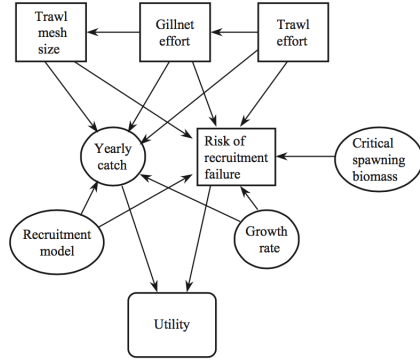 Trawl
mesh
size
Gillnet
effort
Trawl
effort
Yearly
catch
Risk of
recruitment
failure
Critical
spawning
biomass
Recruitment
model
Growth
rate
Utility